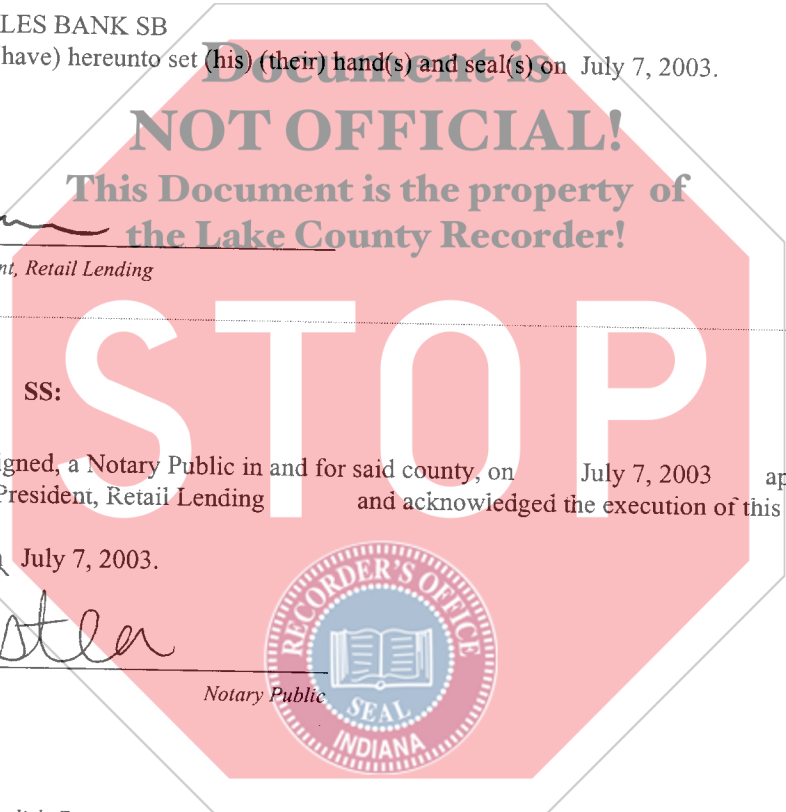 LES BANK SB
have) hereunto set (his) (their) hand(s) and seal(s) on July 7, 2003.
Document is
NOT OFFICIAL!
This Document is the property of
the Lake County Recorder!
nt, Retail Lending
STOP
SS:
igned, a Notary Public in and for said county, on July 7, 2003 ap
President, Retail Lending and acknowledged the execution of this
July 7, 2003.
Notary Public
RECORDER'S OFFICE
SEAL
INDIANA